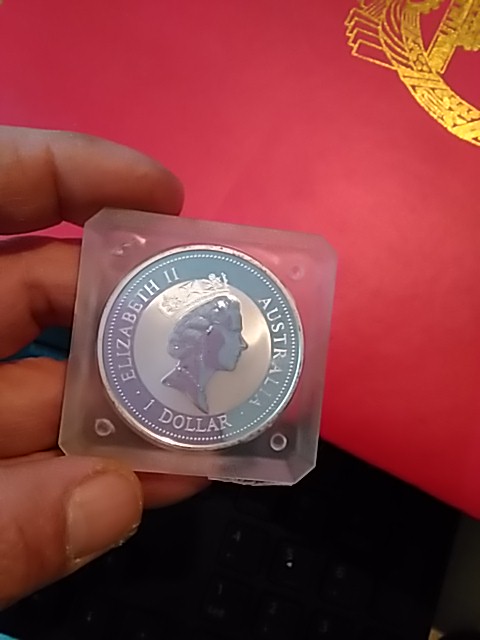 ELIZABETH II
AUSTRALIA
· 1 DOLLAR ·